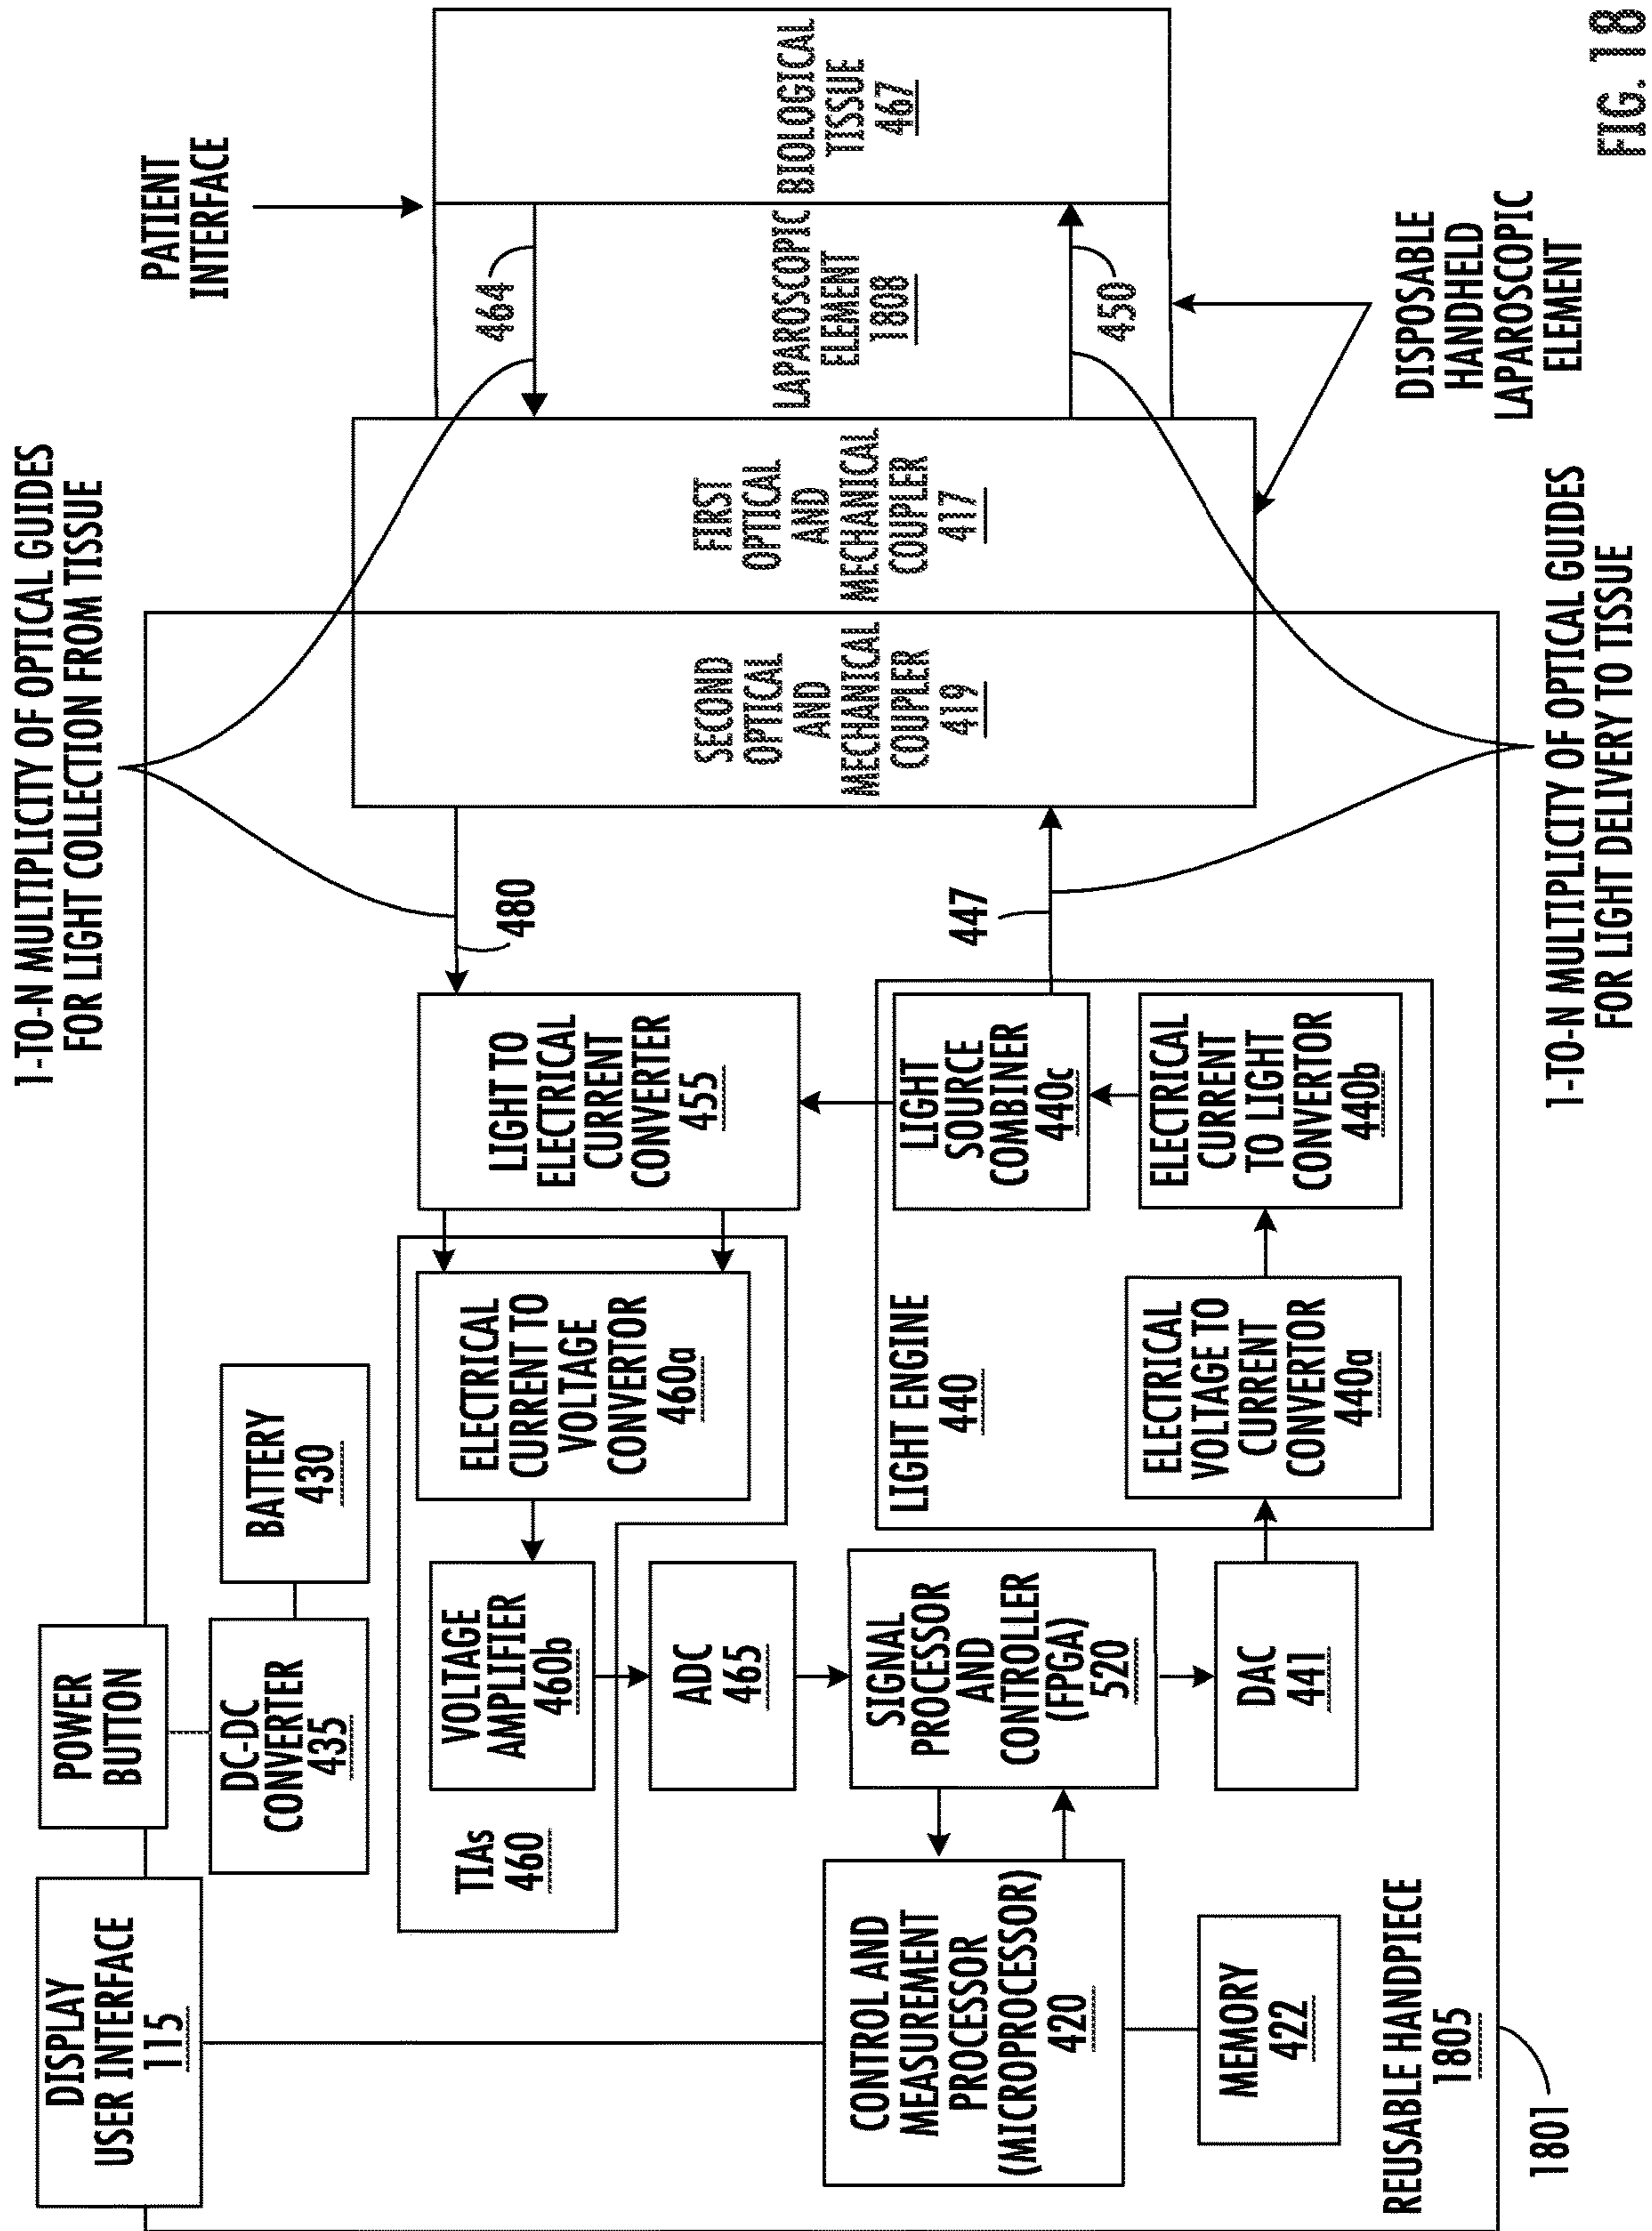 DISPLAY
USER INTERFACE
115
POWER
BUTTON
DC-DC
CONVERTER
435
BATTERY
430
1-TO-N MULTIPLICITY OF OPTICAL GUIDES
FOR LIGHT COLLECTION FROM TISSUE
PATIENT
INTERFACE
TIAs
460
VOLTAGE
AMPLIFIER
460b
ELECTRICAL
CURRENT TO
VOLTAGE
CONVERTOR
460a
LIGHT TO
ELECTRICAL
CURRENT
CONVERTER
455
480
464
ADC
465
SECOND
OPTICAL
AND
MECHANICAL
COUPLER
419
FIRST
OPTICAL
AND
MECHANICAL
COUPLER
417
LAPAROSCOPIC
ELEMENT
1808
BIOLOGICAL
TISSUE
467
CONTROL AND
MEASUREMENT
PROCESSOR
(MICROPROCESSOR)
420
SIGNAL
PROCESSOR
AND
CONTROLLER
(FPGA)
520
LIGHT ENGINE
440
LIGHT
SOURCE
COMBINER
440c
447
450
MEMORY
422
DAC
441
ELECTRICAL
VOLTAGE TO
CURRENT
CONVERTOR
440a
ELECTRICAL
CURRENT
TO LIGHT
CONVERTOR
440b
REUSABLE HANDPIECE
1805
1801
1-TO-N MULTIPLICITY OF OPTICAL GUIDES
FOR LIGHT DELIVERY TO TISSUE
DISPOSABLE
HANDHELD
LAPAROSCOPIC
ELEMENT
FIG. 18